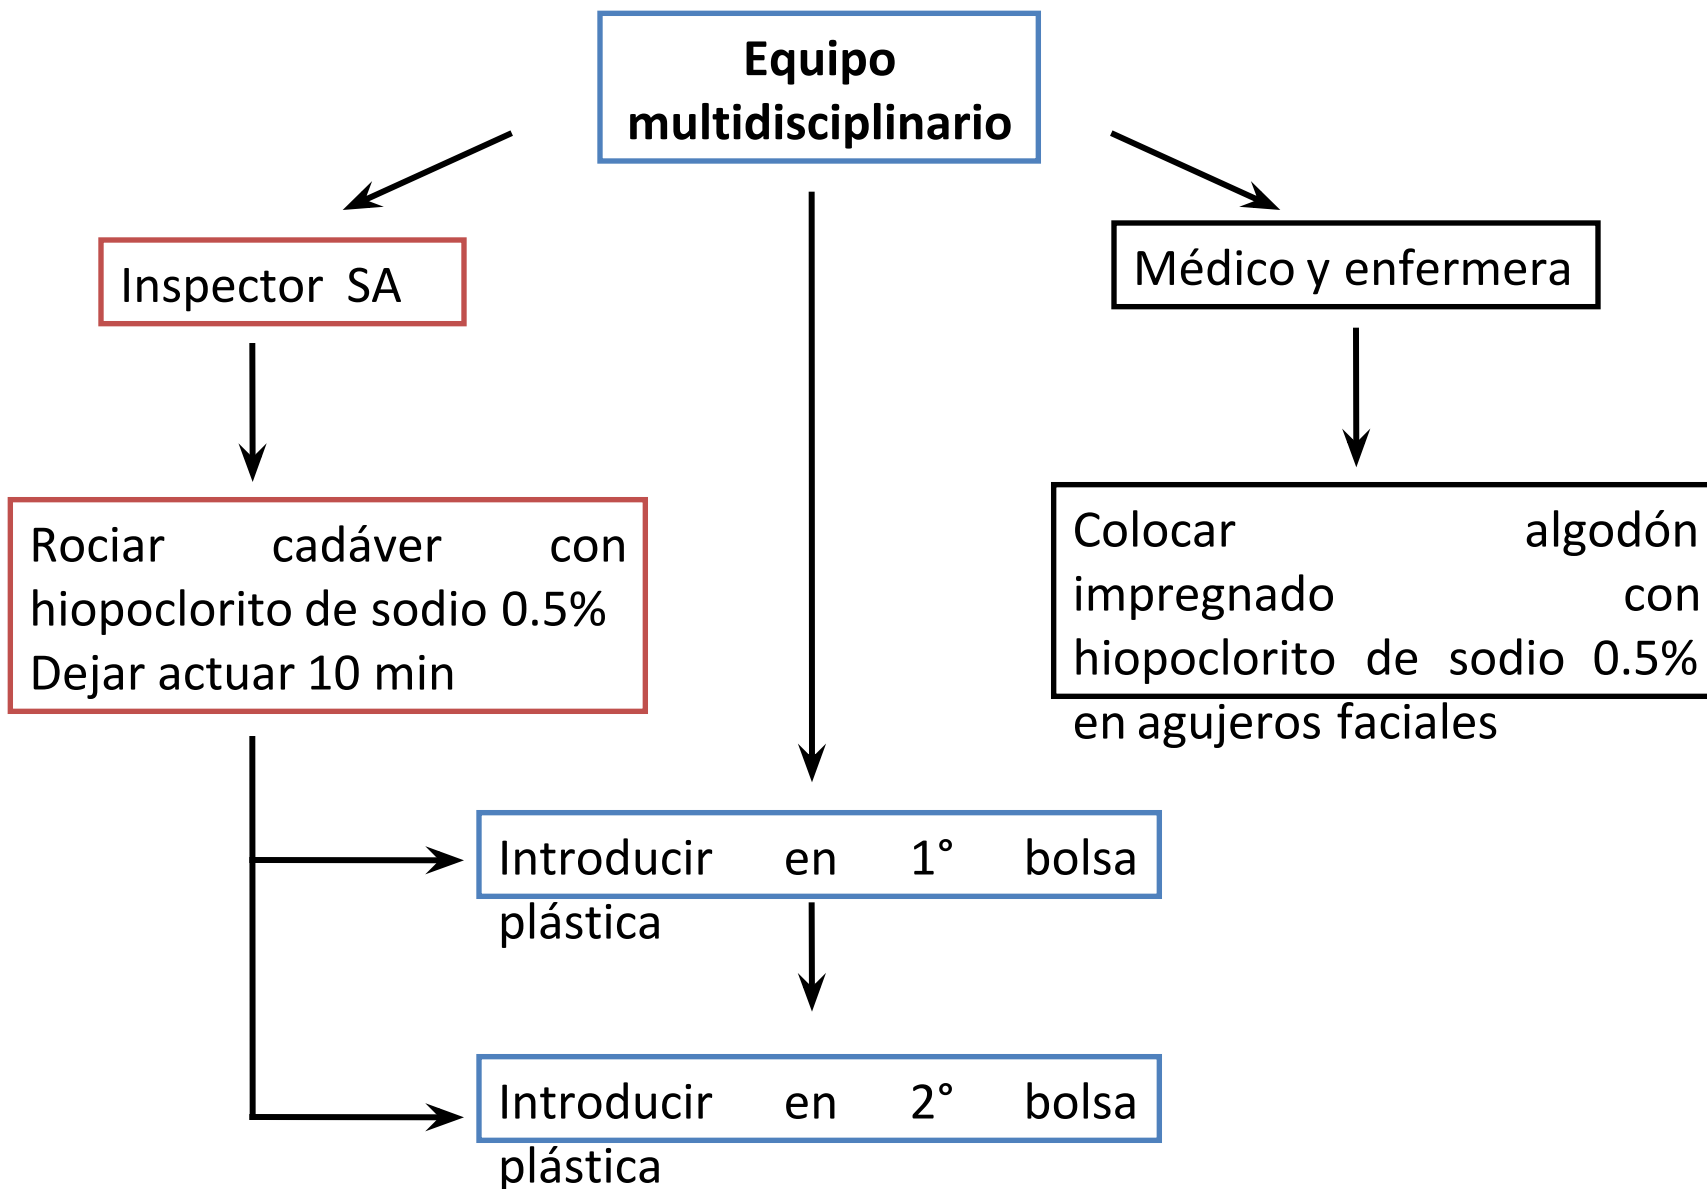 Equipo
multidisciplinario
Inspector SA
Médico y enfermera
Rociar cadáver con
hiopoclorito de sodio 0.5%
Dejar actuar 10 min
Colocar algodón
impregnado con
hiopoclorito de sodio 0.5%
en agujeros faciales
Introducir en 1° bolsa
plástica
Introducir en 2° bolsa
plástica